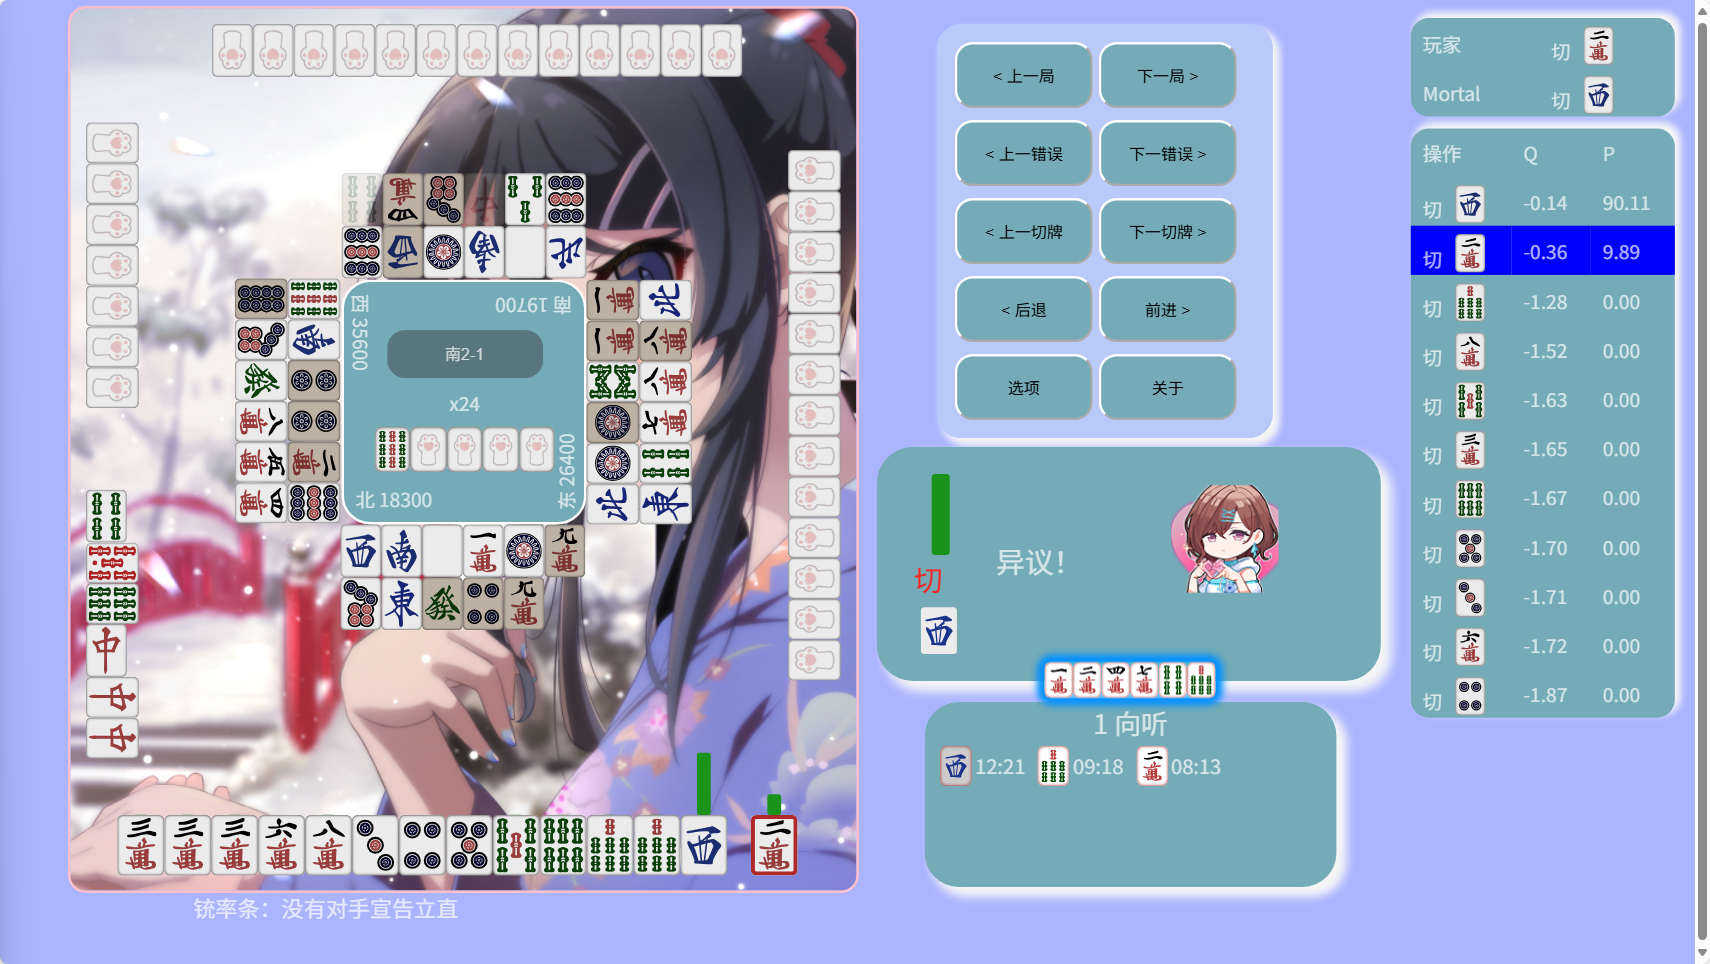 南 19700
西 35600
南2-1
x24
东 26400
北 18300
铳率条：没有对手宣告立直
< 上一局
下一局 >
< 上一错误
下一错误 >
< 上一切牌
下一切牌 >
< 后退
前进 >
选项
关于
切
异议！
1 向听
12:21
09:18
08:13
玩家 切
Mortal 切
操作 Q P
切 -0.14 90.11
切 -0.36 9.89
切 -1.28 0.00
切 -1.52 0.00
切 -1.63 0.00
切 -1.65 0.00
切 -1.67 0.00
切 -1.70 0.00
切 -1.71 0.00
切 -1.72 0.00
切 -1.87 0.00